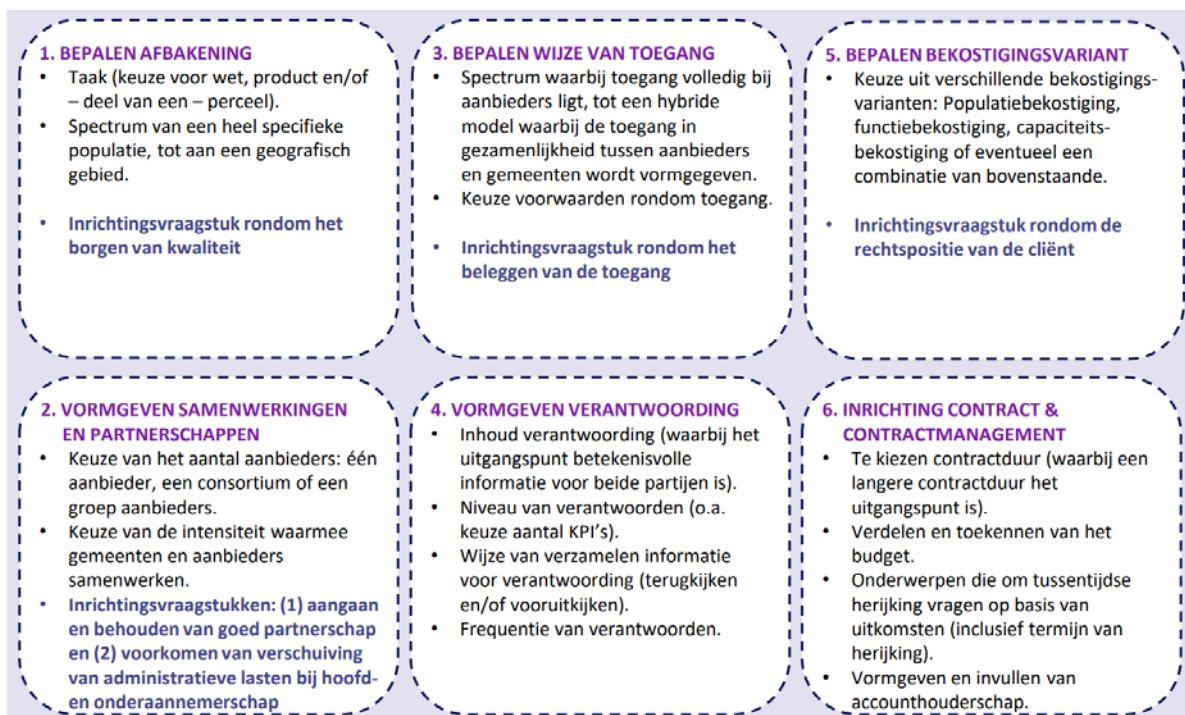 1. BEPALEN AFBAKENING
• Taak (keuze voor wet, product en/of
– deel van een – perceel).
• Spectrum van een heel specifieke
populatie, tot aan een geografisch
gebied.
• Inrichtingsvraagstuk rondom het
borgen van kwaliteit
2. VORMGEVEN SAMENWERKINGEN
EN PARTNERSCHAPPEN
• Keuze van het aantal aanbieders: één
aanbieder, een consortium of een
groep aanbieders.
• Keuze van de intensiteit waarmee
gemeenten en aanbieders
samenwerken.
• Inrichtingsvraagstukken: (1) aangaan
en behouden van goed partnerschap
en (2) voorkomen van verschuiving
van administratieve lasten bij hoofd-
en onderaannemerschap
3. BEPALEN WIJZE VAN TOEGANG
• Spectrum waarbij toegang volledig bij
aanbieders ligt, tot een hybride
model waarbij de toegang in
gezamenlijkheid tussen aanbieders
en gemeenten wordt vormgegeven.
• Keuze voorwaarden rondom toegang.
• Inrichtingsvraagstuk rondom het
beleggen van de toegang
4. VORMGEVEN VERANTWOORDING
• Inhoud verantwoording (waarbij het
uitgangspunt betekenisvolle
informatie voor beide partijen is).
• Niveau van verantwoorden (o.a.
keuze aantal KPI's).
• Wijze van verzamelen informatie
voor verantwoording (terugkijken
en/of vooruitkijken).
• Frequentie van verantwoorden.
5. BEPALEN BEKOSTIGINGSVARIANT
• Keuze uit verschillende bekostigings-
varianten: Populatiebekostiging,
functiebekostiging, capaciteits-
bekostiging of eventueel een
combinatie van bovenstaande.
• Inrichtingsvraagstuk rondom de
rechtspositie van de cliënt
6. INRICHTING CONTRACT &
CONTRACTMANAGEMENT
• Te kiezen contractduur (waarbij een
langere contractduur het
uitgangspunt is).
• Verdelen en toekennen van het
budget.
• Onderwerpen die om tussentijdse
herijking vragen op basis van
uitkomsten (inclusief termijn van
herijking).
• Vormgeven en invullen van
accounthouderschap.